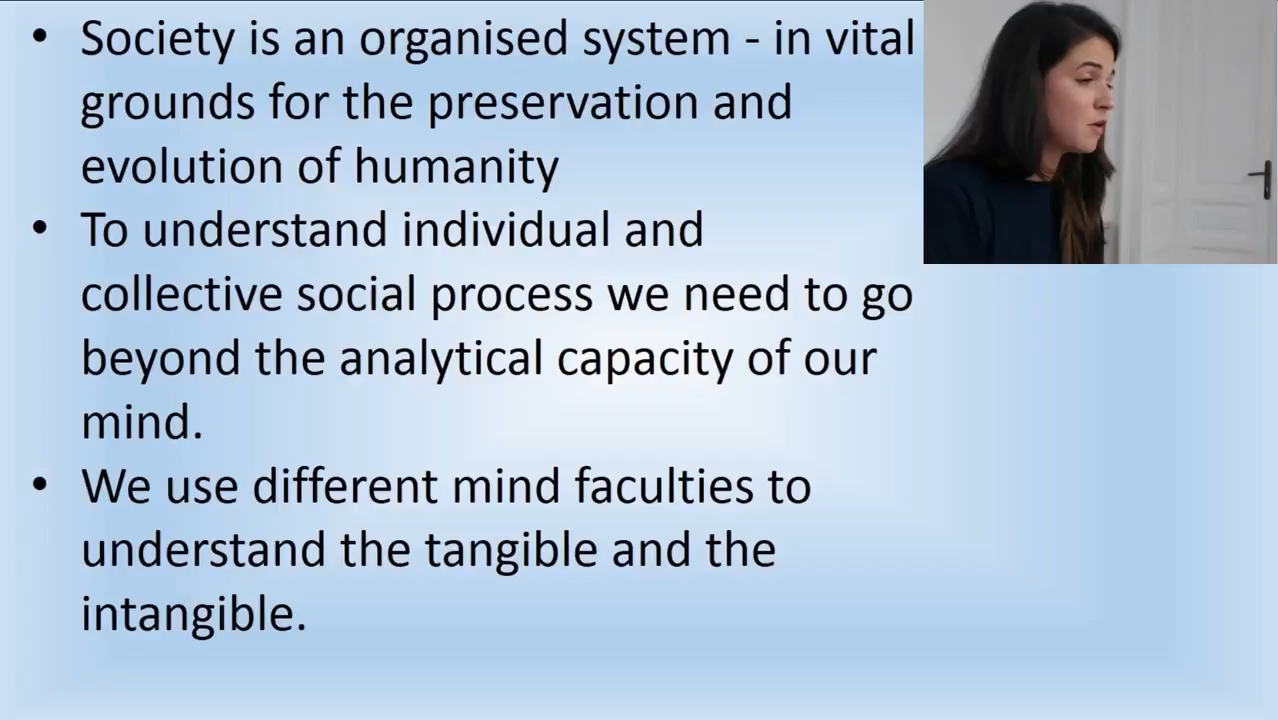 • Society is an organised system - in vital
grounds for the preservation and
evolution of humanity
• To understand individual and
collective social process we need to go
beyond the analytical capacity of our
mind.
• We use different mind faculties to
understand the tangible and the
intangible.